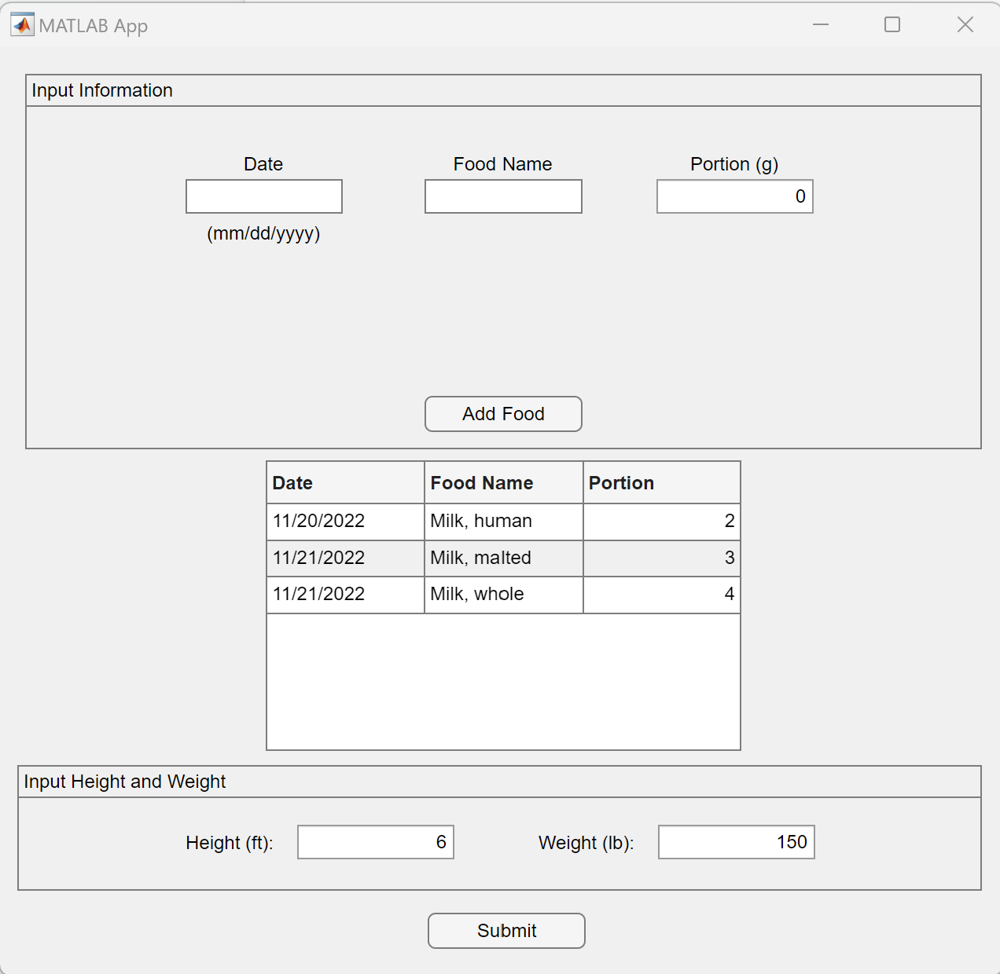 MATLAB App
Input Information
Date Food Name Portion (g)
0
(mm/dd/yyyy)
Add Food
Date Food Name Portion
11/20/2022 Milk, human 2
11/21/2022 Milk, malted 3
11/21/2022 Milk, whole 4
Input Height and Weight
Height (ft): 6 Weight (lb): 150
Submit